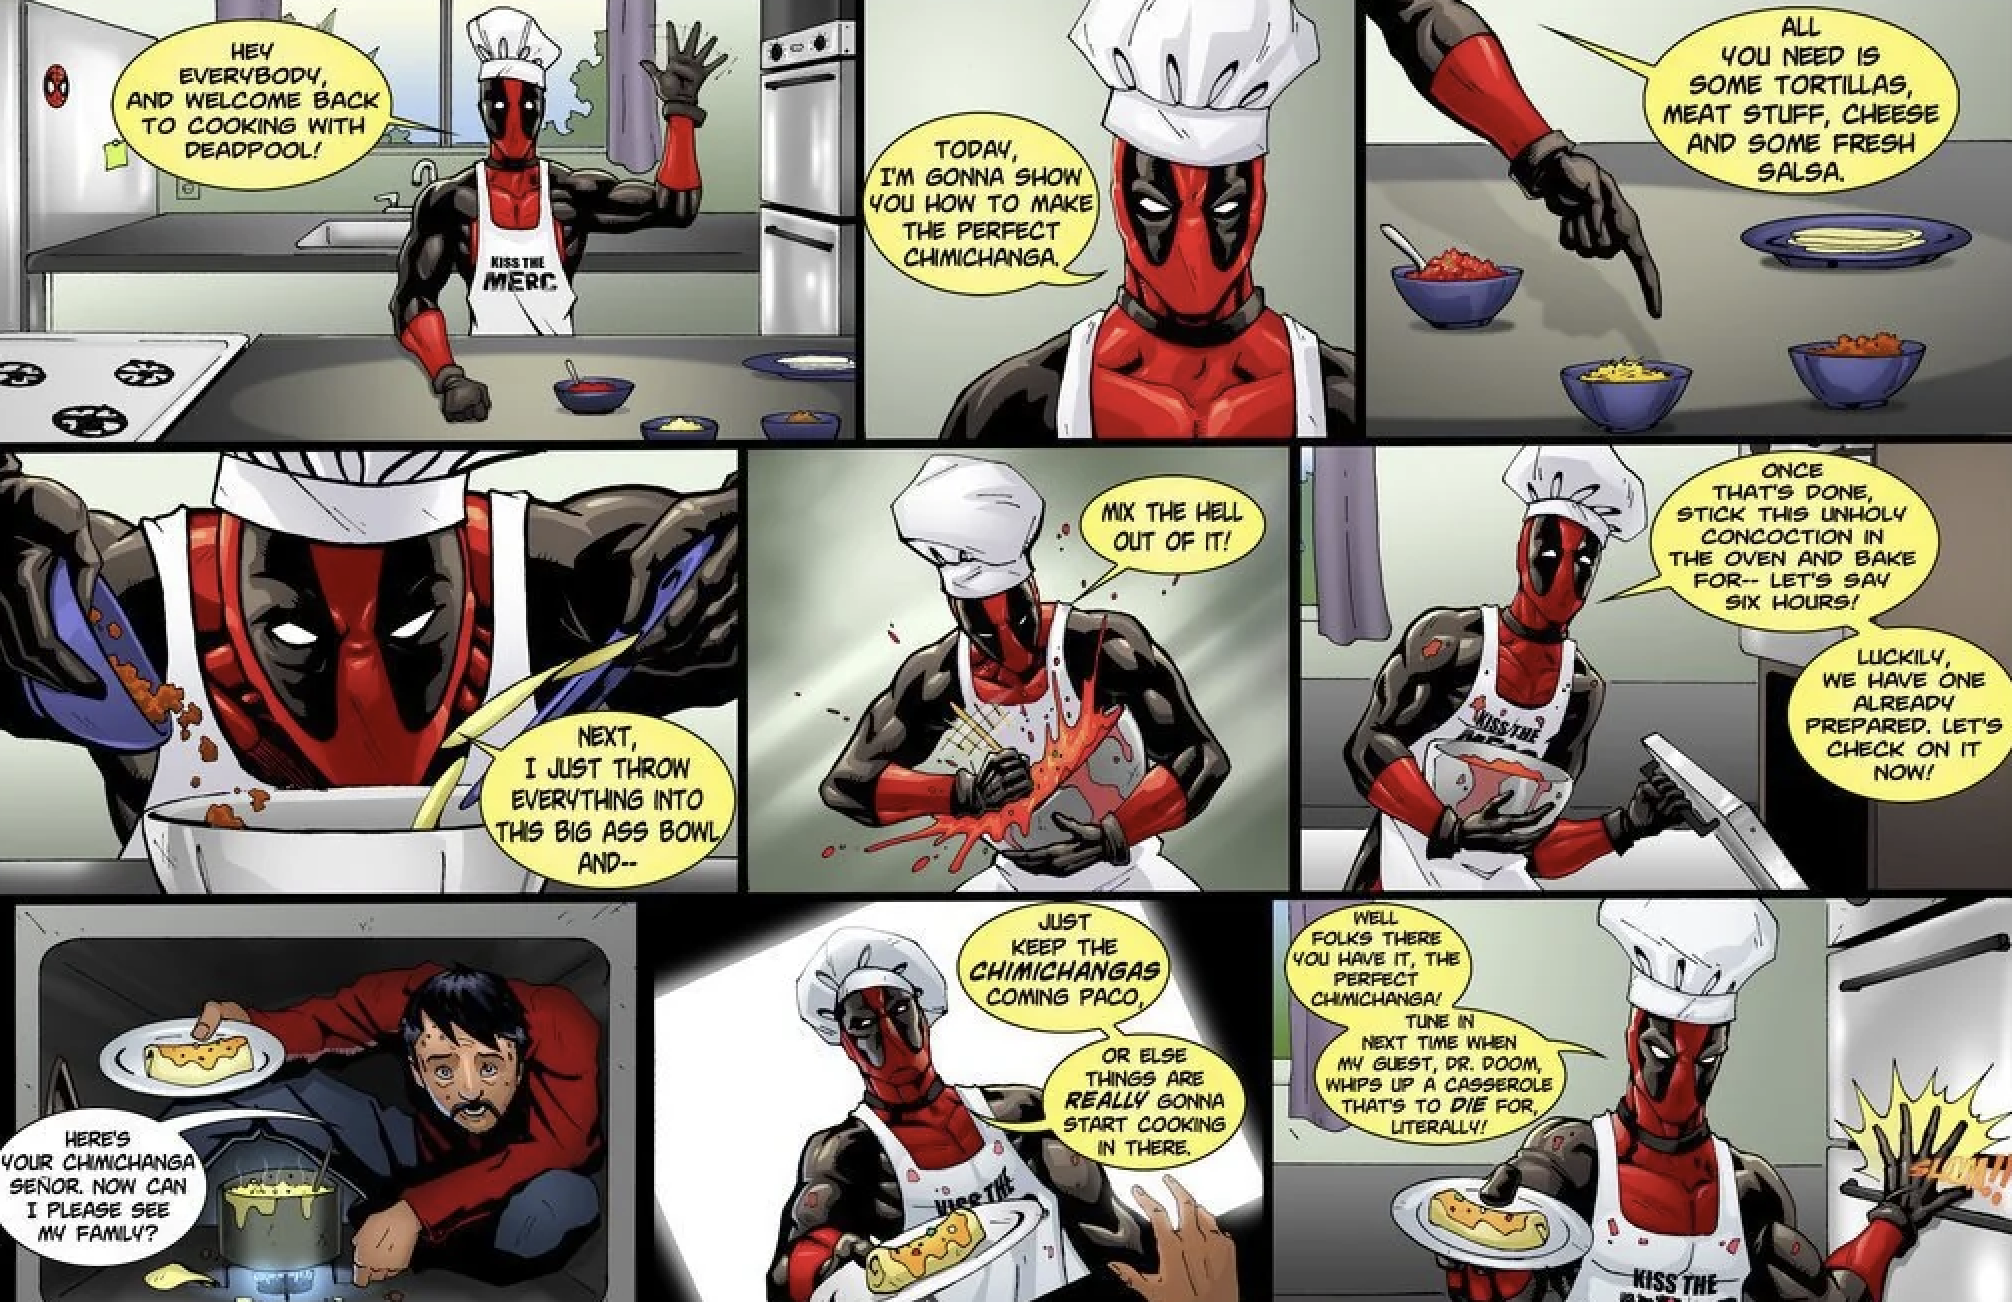 HEY
EVERYBODY,
AND WELCOME BACK
TO COOKING WITH
DEADPOOL!
KISS THE
MERC
TODAY,
I'M GONNA SHOW
YOU HOW TO MAKE
THE PERFECT
CHIMICHANGA.
ALL
YOU NEED IS
SOME TORTILLAS,
MEAT STUFF, CHEESE
AND SOME FRESH
SALSA.
NEXT,
I JUST THROW
EVERYTHING INTO
THIS BIG ASS BOWL
AND--
MIX THE HELL
OUT OF IT!
ONCE
THAT'S DONE,
STICK THIS UNHOLY
CONCOCTION IN
THE OVEN AND BAKE
FOR-- LET'S SAY
SIX HOURS!
LUCKILY,
WE HAVE ONE
ALREADY
PREPARED. LET'S
CHECK ON IT
NOW!
KISS THE
HERE'S
YOUR CHIMICHANGA
SEÑOR. NOW CAN
I PLEASE SEE
MY FAMILY?
JUST
KEEP THE
CHIMICHANGAS
COMING PACO,
OR ELSE
THINGS ARE
REALLY GONNA
START COOKING
IN THERE.
KISS THE
WELL
FOLKS THERE
YOU HAVE IT, THE
PERFECT
CHIMICHANGA!
TUNE IN
NEXT TIME WHEN
MY GUEST, DR. DOOM,
WHIPS UP A CASSEROLE
THAT'S TO DIE FOR,
LITERALLY!
SLAM!!
KISS THE